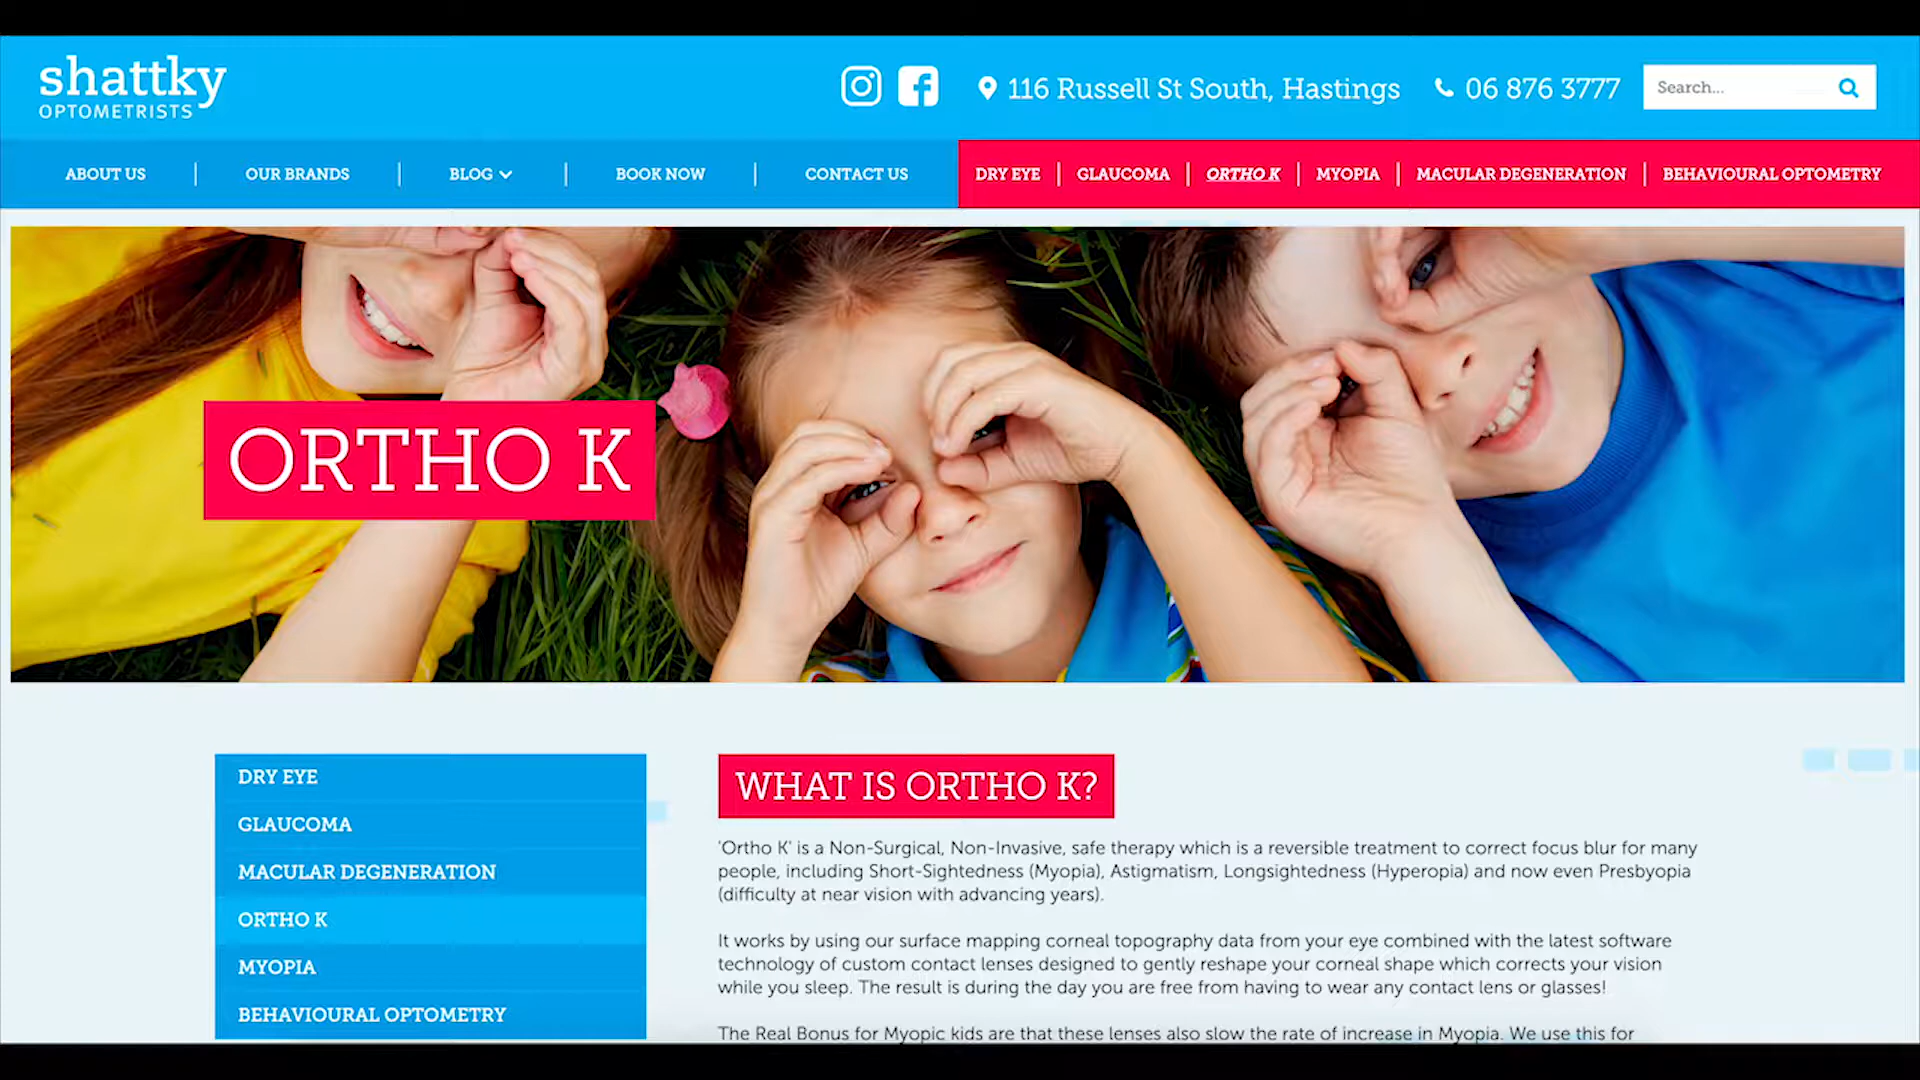 shattky
OPTOMETRISTS
116 Russell St South, Hastings
06 876 3777
Search...
ABOUT US
OUR BRANDS
BLOG
BOOK NOW
CONTACT US
DRY EYE
GLAUCOMA
ORTHO K
MYOPIA
MACULAR DEGENERATION
BEHAVIOURAL OPTOMETRY
ORTHO K
DRY EYE
GLAUCOMA
MACULAR DEGENERATION
ORTHO K
MYOPIA
BEHAVIOURAL OPTOMETRY
WHAT IS ORTHO K?
'Ortho K' is a Non-Surgical, Non-Invasive, safe therapy which is a reversible treatment to correct focus blur for many
people, including Short-Sightedness (Myopia), Astigmatism, Longsightedness (Hyperopia) and now even Presbyopia
(difficulty at near vision with advancing years).
It works by using our surface mapping corneal topography data from your eye combined with the latest software
technology of custom contact lenses designed to gently reshape your corneal shape which corrects your vision
while you sleep. The result is during the day you are free from having to wear any contact lens or glasses!
The Real Bonus for Myopic kids are that these lenses also slow the rate of increase in Myopia. We use this for